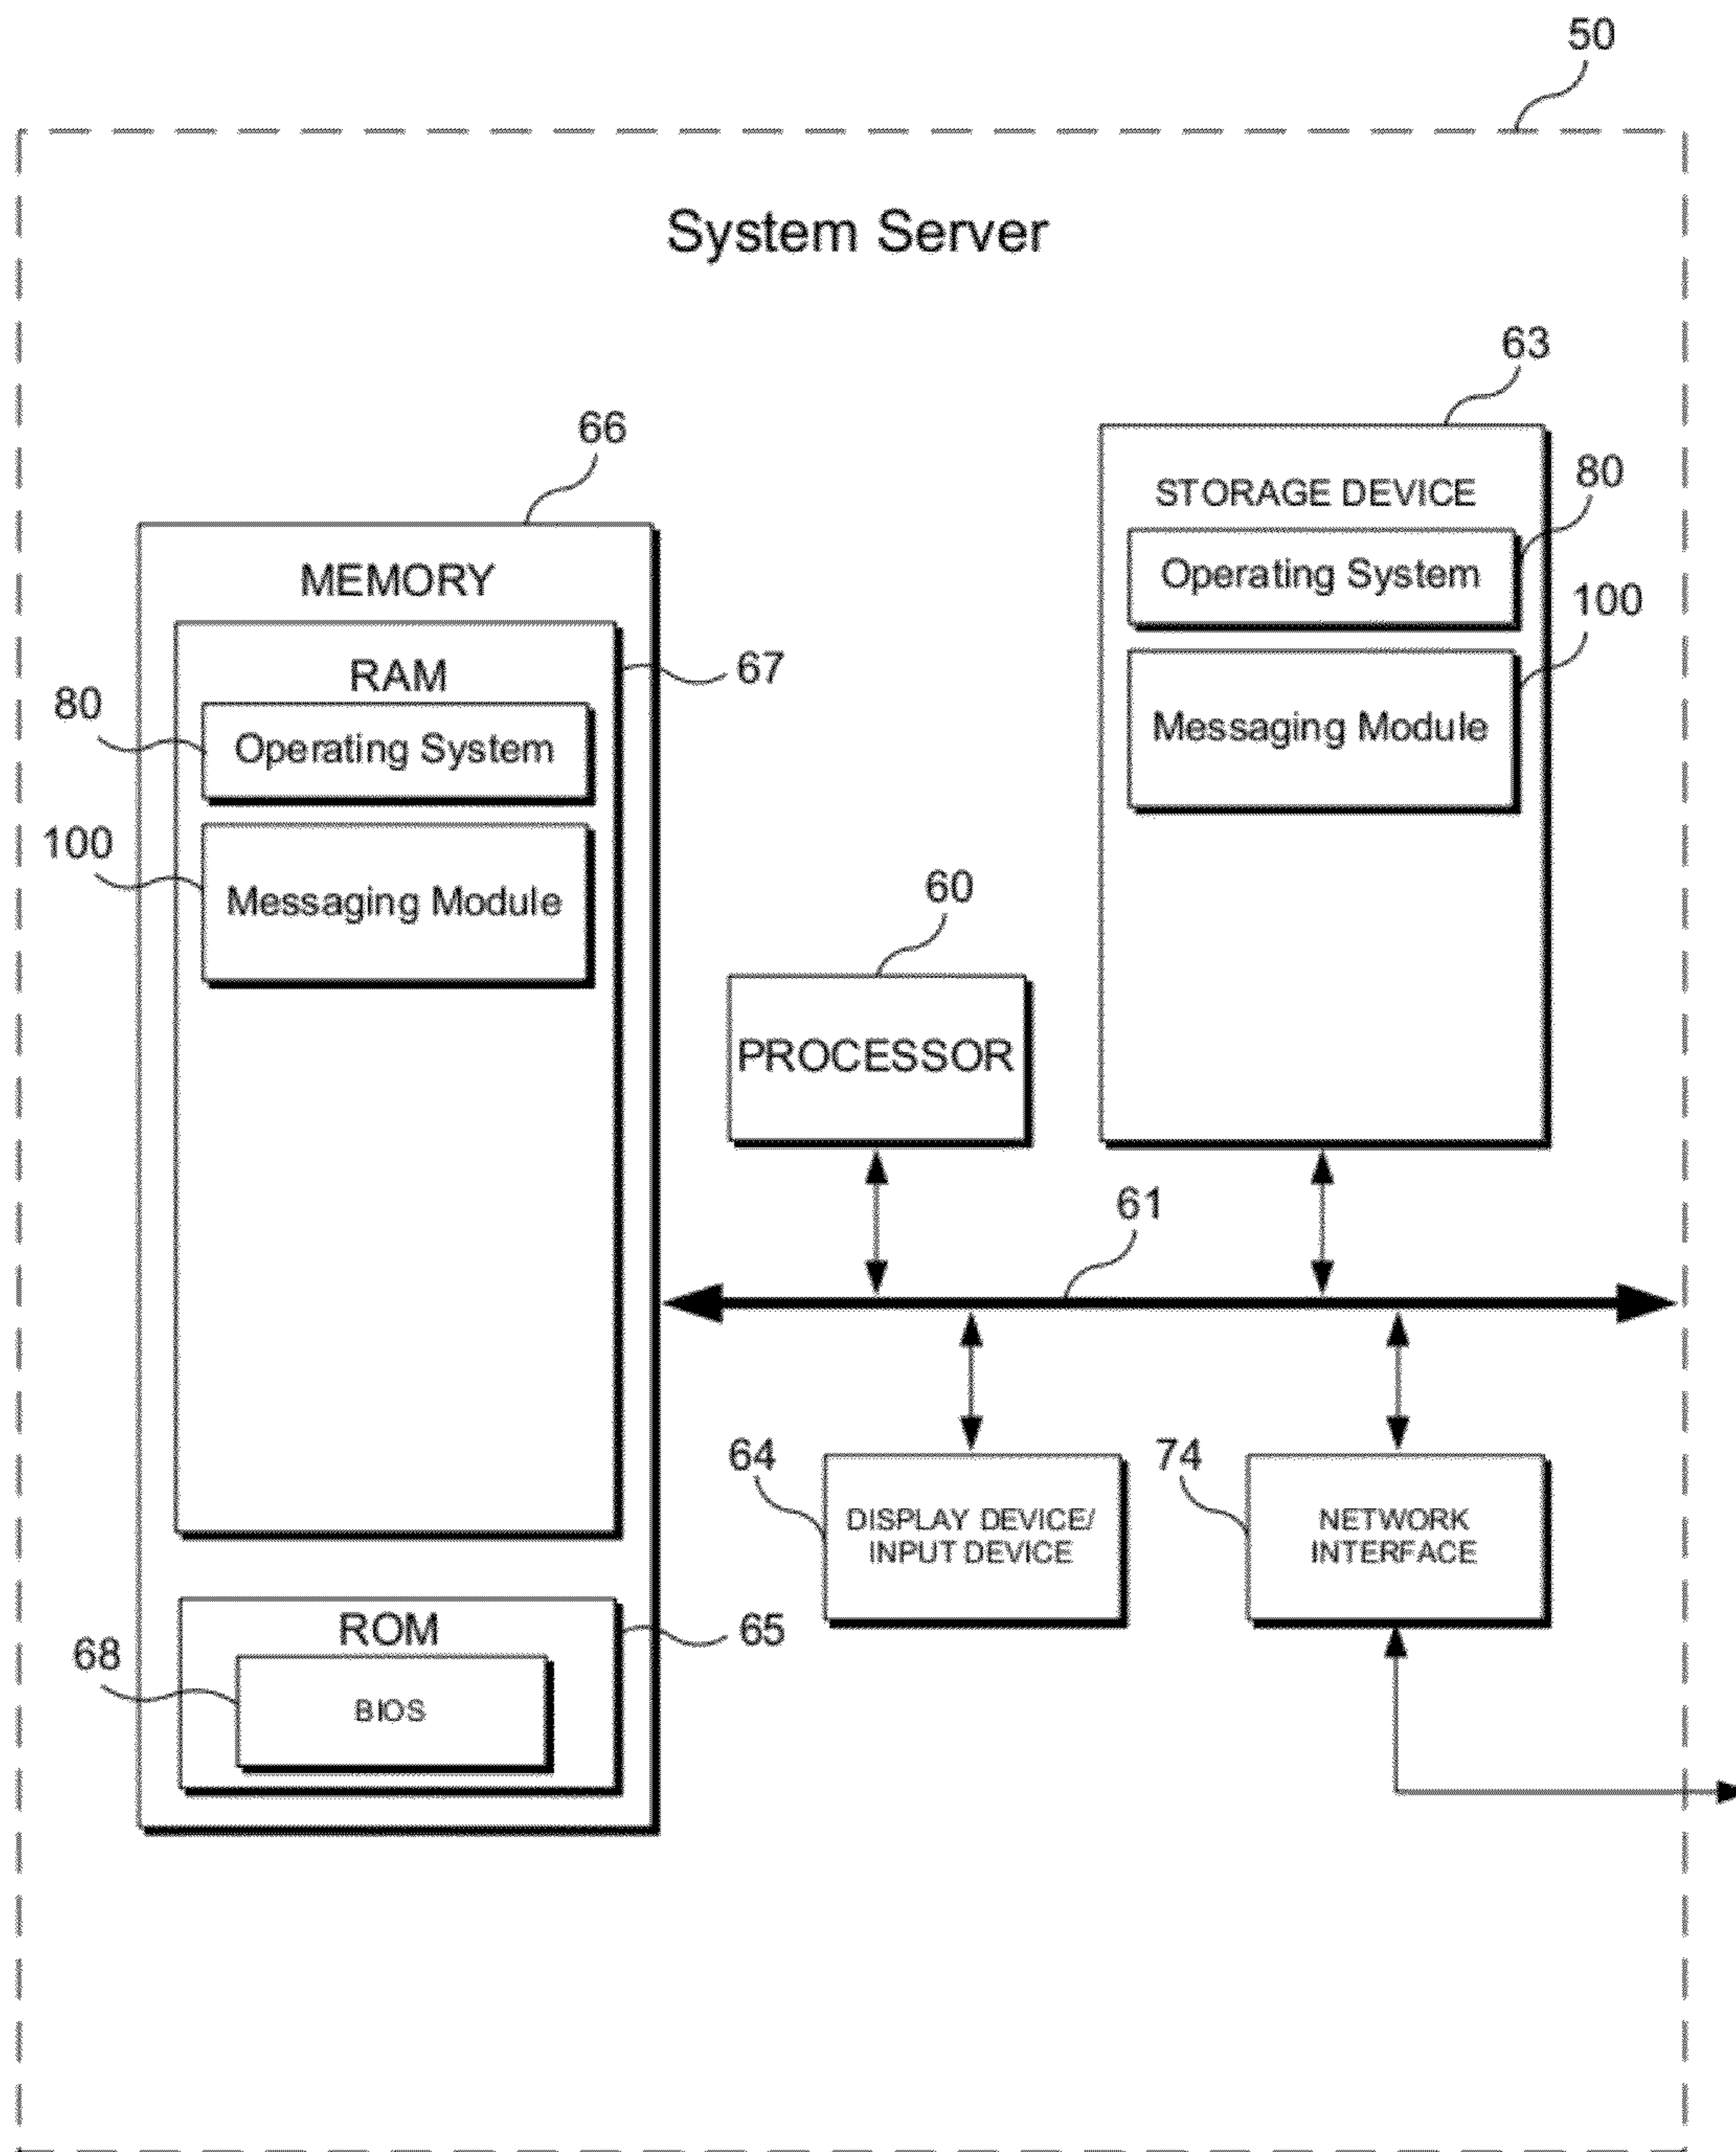 50
System Server
63
66
STORAGE DEVICE
80
Operating System
100
Messaging Module
MEMORY
RAM
67
80
Operating System
100
Messaging Module
60
PROCESSOR
61
64
DISPLAY DEVICE/
INPUT DEVICE
74
NETWORK
INTERFACE
ROM
65
68
BIOS